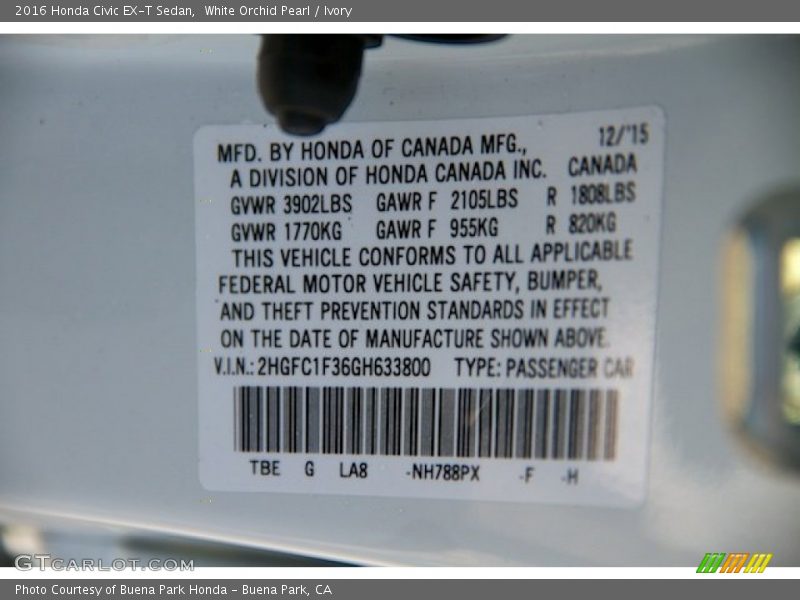 2016 Honda Civic EX-T Sedan, White Orchid Pearl / Ivory
12/'15
MFD. BY HONDA OF CANADA MFG.,
A DIVISION OF HONDA CANADA INC. CANADA
GVWR 3902LBS GAWR F 2105LBS R 1808LBS
GVWR 1770KG GAWR F 955KG R 820KG
THIS VEHICLE CONFORMS TO ALL APPLICABLE
FEDERAL MOTOR VEHICLE SAFETY, BUMPER,
AND THEFT PREVENTION STANDARDS IN EFFECT
ON THE DATE OF MANUFACTURE SHOWN ABOVE.
V.I.N.: 2HGFC1F36GH633800 TYPE: PASSENGER CAR
TBE G LA8 -NH788PX -F -H
GTCARLOT.COM
Photo Courtesy of Buena Park Honda - Buena Park, CA